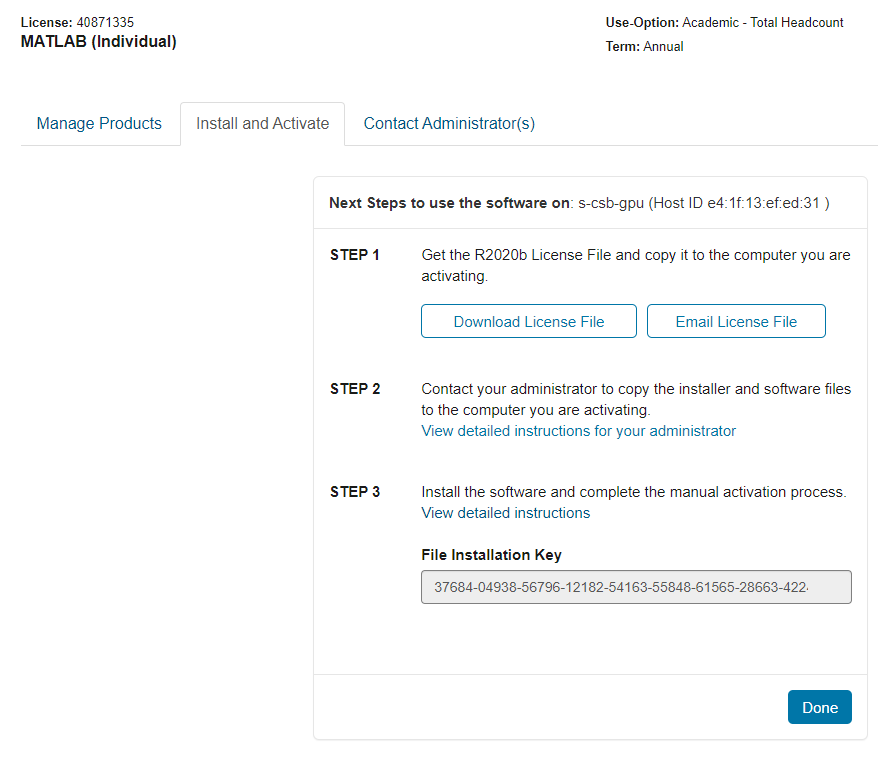 License: 40871335
MATLAB (Individual)
Use-Option: Academic - Total Headcount
Term: Annual
Manage Products
Install and Activate
Contact Administrator(s)
Next Steps to use the software on: s-csb-gpu (Host ID e4:1f:13:ef:ed:31 )
STEP 1
Get the R2020b License File and copy it to the computer you are
activating.
Download License File
Email License File
STEP 2
Contact your administrator to copy the installer and software files
to the computer you are activating.
View detailed instructions for your administrator
STEP 3
Install the software and complete the manual activation process.
View detailed instructions
File Installation Key
37684-04938-56796-12182-54163-55848-61565-28663-422
Done